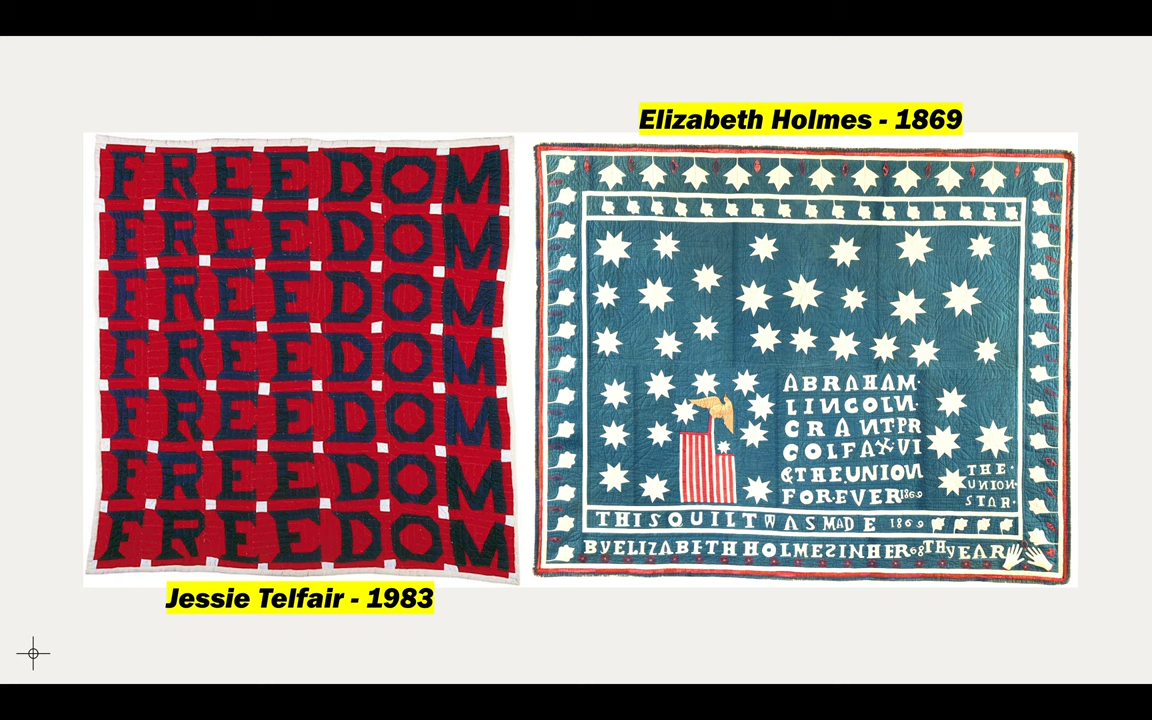 Elizabeth Holmes - 1869
FREEDOM
FREEDOM
FREEDOM
FREEDOM
FREEDOM
FREEDOM
FREEDOM
ABRAHAM.
LINCOLN.
GRANT PR
COLFAX. VI
& THE UNION
FOREVER 1869
THE.
UNION.
STAR.
THIS QUILT WAS MADE 1869
BY ELIZABETH HOLMES IN HER 68TH YEAR
Jessie Telfair - 1983